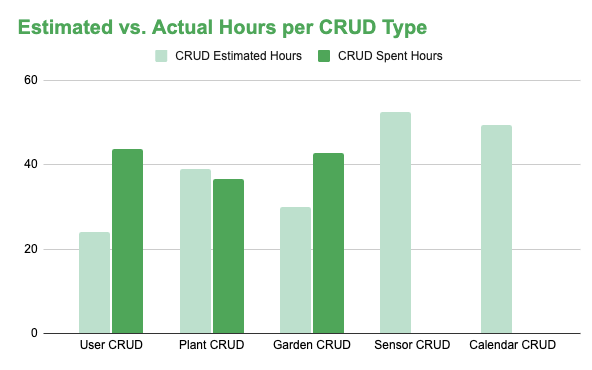 Estimated vs. Actual Hours per CRUD Type
CRUD Estimated Hours CRUD Spent Hours
60
40
20
0
User CRUD Plant CRUD Garden CRUD Sensor CRUD Calendar CRUD